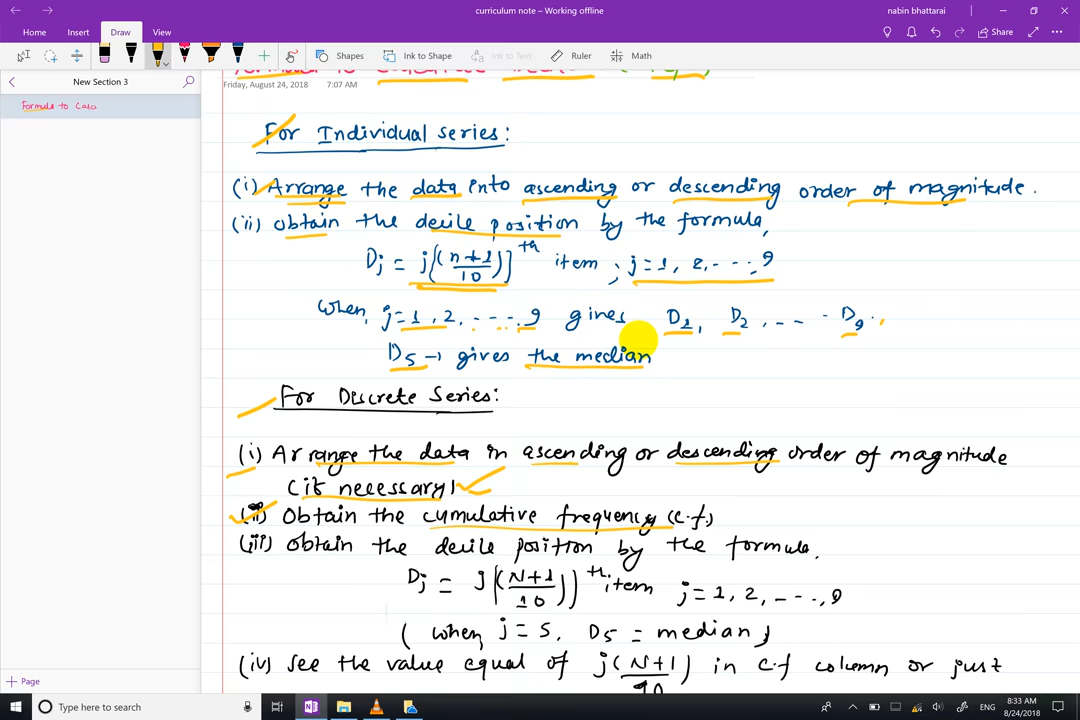 curriculum note – Working offline
nabin bhattarai
Home Insert Draw View
Share
Shapes Ink to Shape Ink to Text Ruler Math
New Section 3
Friday, August 24, 2018 7:07 AM
Formula to Calc
For Individual series:
(i) Arrange the data into ascending or descending order of magnitude.
(ii) obtain the decile position by the formula,
Dj = j((n+1)/10)]th item ; j=1, 2, - - - ; 9
When, j=1, 2, - - - . 9 gives D1, D2, - - - D9.
D5 → gives the median
For Discrete Series:
(i) Arrange the data in ascending or descending order of magnitude
(if necessary)
(ii) Obtain the cumulative frequency (c.f)
(iii) obtain the decile position by the formula.
Dj = j((N+1)/10))th item j=1, 2, - - - ., 9
(when, j=5, D5 = median)
(iv) see the value equal of j(N+1)/10 in c.f column or just
Page
Type here to search
8:33 AM
8/24/2018